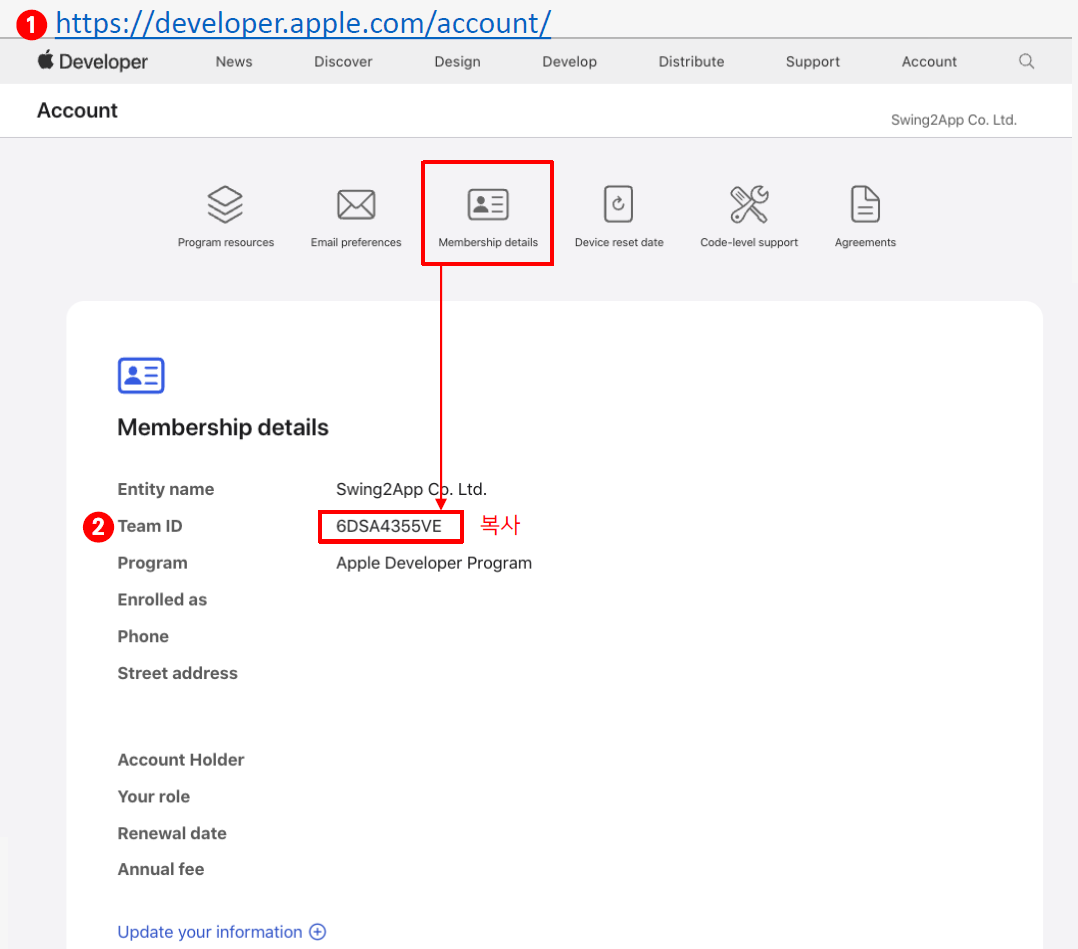 1 https://developer.apple.com/account/
Developer News Discover Design Develop Distribute Support Account
Account
Swing2App Co. Ltd.
Program resources Email preferences Membership details Device reset date Code-level support Agreements
Membership details
Entity name Swing2App Co. Ltd.
2 Team ID 6DSA4355VE 복사
Program Apple Developer Program
Enrolled as
Phone
Street address
Account Holder
Your role
Renewal date
Annual fee
Update your information